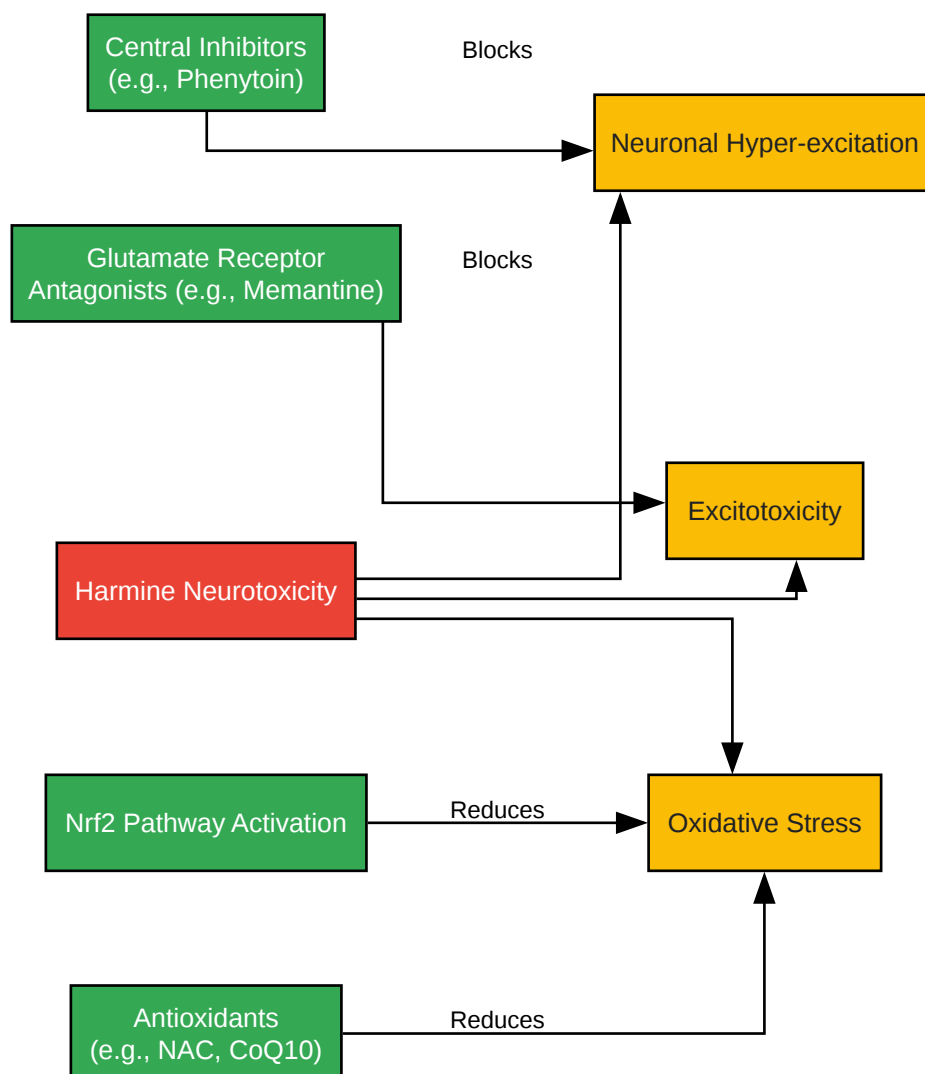 Central Inhibitors
(e.g., Phenytoin)
Blocks
Neuronal Hyper-excitation
Glutamate Receptor
Antagonists (e.g., Memantine)
Blocks
Excitotoxicity
Harmine Neurotoxicity
Nrf2 Pathway Activation
Reduces
Oxidative Stress
Antioxidants
(e.g., NAC, CoQ10)
Reduces